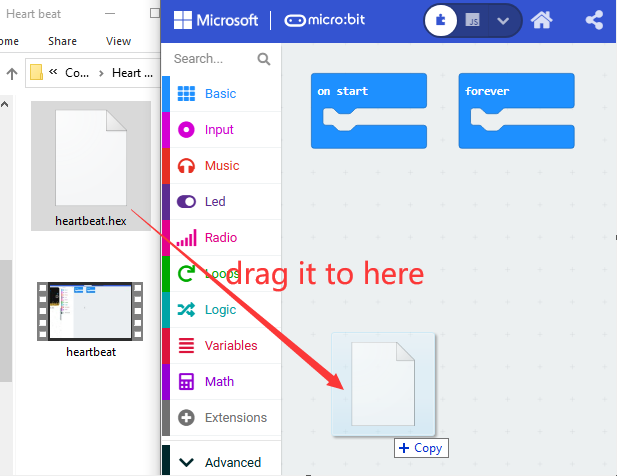 Heart beat
ome Share View
« Co... › Heart ...
heartbeat.hex
heartbeat
Microsoft micro:bit
JS
Search...
Basic
Input
Music
Led
Radio
Loops
Logic
Variables
Math
Extensions
Advanced
on start
forever
drag it to here
+ Copy